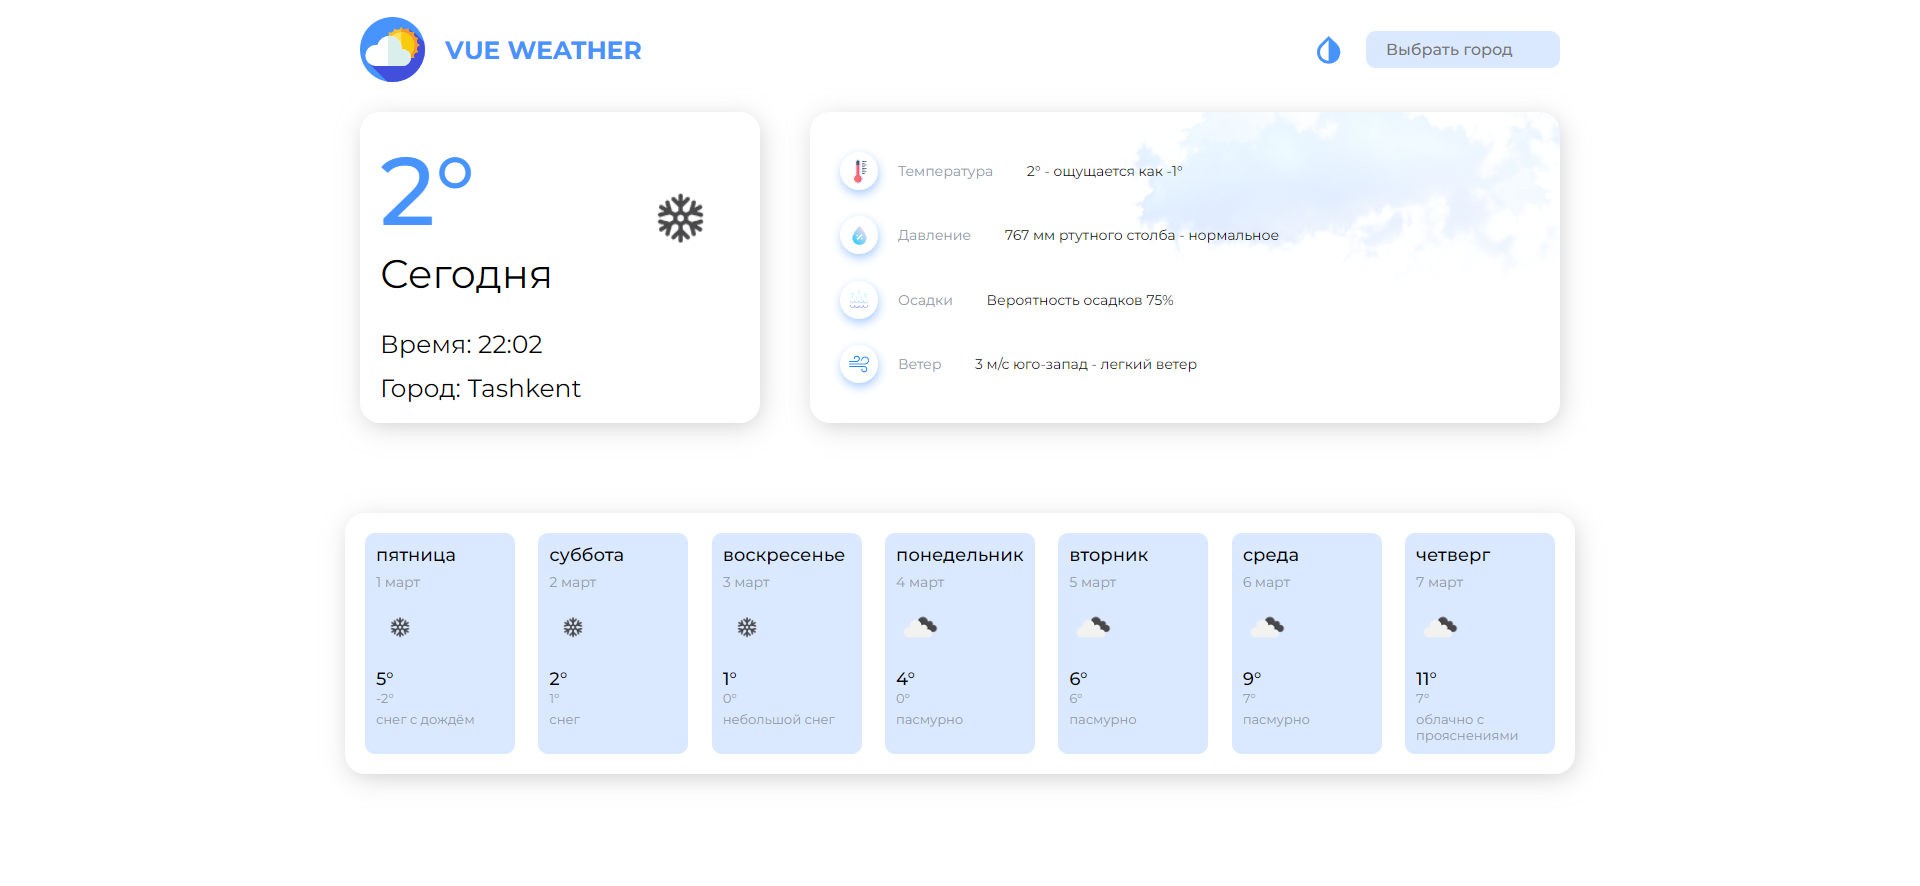 VUE WEATHER
Выбрать город
2°
Сегодня
Время: 22:02
Город: Tashkent
Температура 2° - ощущается как -1°
Давление 767 мм ртутного столба - нормальное
Осадки Вероятность осадков 75%
Ветер 3 м/с юго-запад - легкий ветер
пятница
1 март
5°
-2°
снег с дождём
суббота
2 март
2°
1°
снег
воскресенье
3 март
1°
0°
небольшой снег
понедельник
4 март
4°
0°
пасмурно
вторник
5 март
6°
6°
пасмурно
среда
6 март
9°
7°
пасмурно
четверг
7 март
11°
7°
облачно с
прояснениями